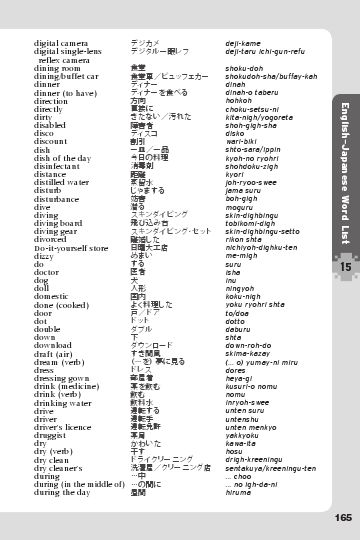 digital camera デジカメ deji-kame
digital single-lens デジタル一眼レフ deji-taru ichi-gun-refu
reflex camera
dining room 食堂 shoku-doh
dining/buffet car 食堂車／ビュッフェカー shokudoh-sha/buffay-kah
dinner ディナー dinah
dinner (to have) ディナーを食べる dinah-o taberu
direction 方向 hohkoh
directly 直接に choku-setsu-ni
dirty きたない／汚れた kita-nigh/yogoreta
disabled 障害者 shoh-gigh-sha
disco ディスコ disko
discount 割引 wari-biki
dish 一皿／一品 shto-sara/ippin
dish of the day 今日の料理 kyoh-no ryohri
disinfectant 消毒剤 shohdoku-zigh
distance 距離 kyori
distilled water 蒸留水 joh-ryoo-swee
disturb じゃまする jama suru
disturbance 妨害 boh-gigh
dive 潜る moguru
diving スキンダイビング skin-dighbingu
diving board 飛び込み台 tobikomi-digh
diving gear スキンダイビング・セット skin-dighbingu-setto
divorced 離婚した rikon shta
Do-it-yourself store 日曜大工店 nichiyoh-dighku-ten
dizzy めまい me-migh
do する suru
doctor 医者 isha
dog 犬 inu
doll 人形 ningyoh
domestic 国内 koku-nigh
done (cooked) よく料理した yoku ryohri shta
door 戸／ドア to/doa
dot ドット dotto
double ダブル daburu
down 下 shta
download ダウンロード down-roh-do
draft (air) すき間風 skima-kazay
dream (verb) (…を) 夢に見る (... o) yumay-ni miru
dress ドレス dores
dressing gown 部屋着 heya-gi
drink (medicine) 薬を飲む kusuri-o nomu
drink (verb) 飲む nomu
drinking water 飲料水 inryoh-swee
drive 運転する unten suru
driver 運転手 untenshu
driver's licence 運転免許 unten menkyo
druggist 薬局 yakkyoku
dry かわいた kawa-ita
dry (verb) 干す hosu
dry clean ドライクリーニング drigh-kreeningu
dry cleaner's 洗濯屋／クリーニング店 sentakuya/kreeningu-ten
during …中 ... choo
during (in the middle of) …の間に ... no igh-da-ni
during the day 昼間 hiruma
English–Japanese Word List
15
165